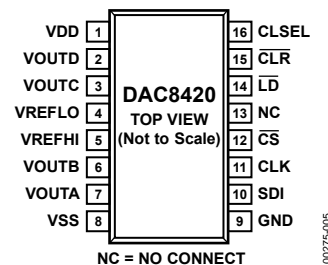 VDD 1 16 CLSEL
VOUTD 2 15 CLR
VOUTC 3 DAC8420 14 LD
VREFLO 4 TOP VIEW 13 NC
VREFHI 5 (Not to Scale) 12 CS
VOUTB 6 11 CLK
VOUTA 7 10 SDI
VSS 8 9 GND
NC = NO CONNECT
00275-005